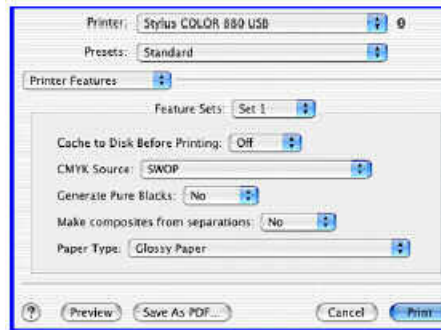 Printer: Stylus COLOR 880 USB
Presets: Standard
Printer Features
Feature Sets: Set 1
Cache to Disk Before Printing: Off
CMYK Source: SWOP
Generate Pure Blacks: No
Make composites from separations: No
Paper Type: Glossy Paper
? Preview Save As PDF... Cancel Print